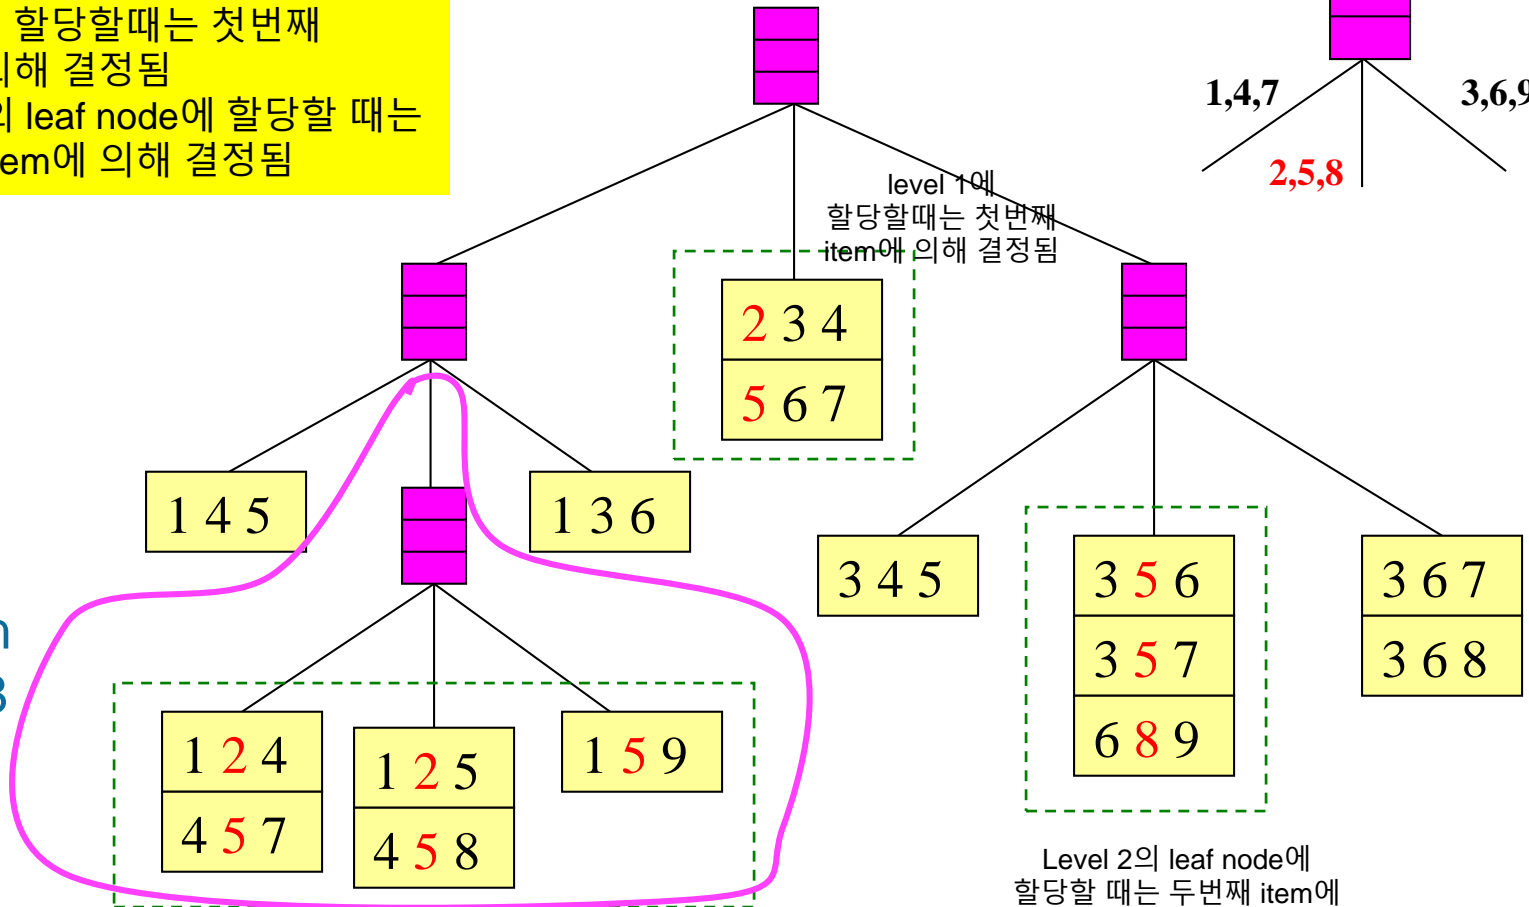 할당할때는 첫번째
의해 결정됨
의 leaf node에 할당할 때는
item에 의해 결정됨
1,4,7
3,6,9
2,5,8
level 1에
할당할때는 첫번째
item에 의해 결정됨
2 3 4
5 6 7
1 4 5
1 3 6
3 4 5
3 5 6
3 5 7
6 8 9
3 6 7
3 6 8
1 2 4
4 5 7
1 2 5
4 5 8
1 5 9
Level 2의 leaf node에
할당할 때는 두번째 item에